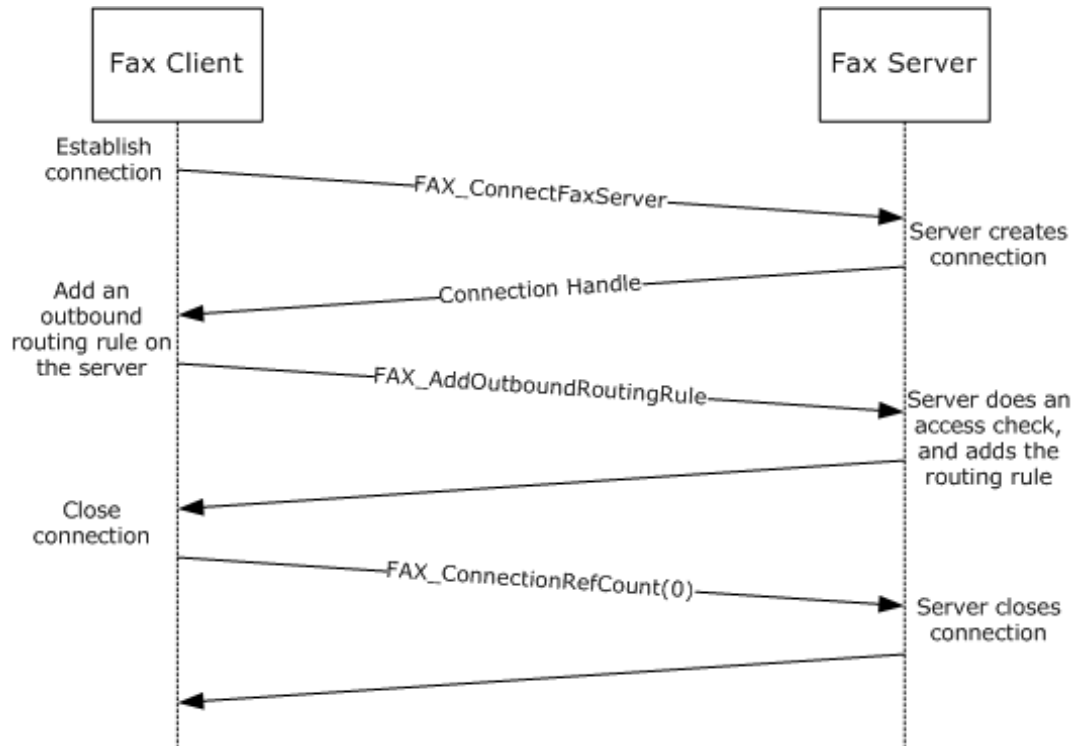 Fax Client
Fax Server
Establish
connection
FAX_ConnectFaxServer
Server creates
connection
Connection Handle
Add an
outbound
routing rule on
the server
FAX_AddOutboundRoutingRule
Server does an
access check,
and adds the
routing rule
Close
connection
FAX_ConnectionRefCount(0)
Server closes
connection